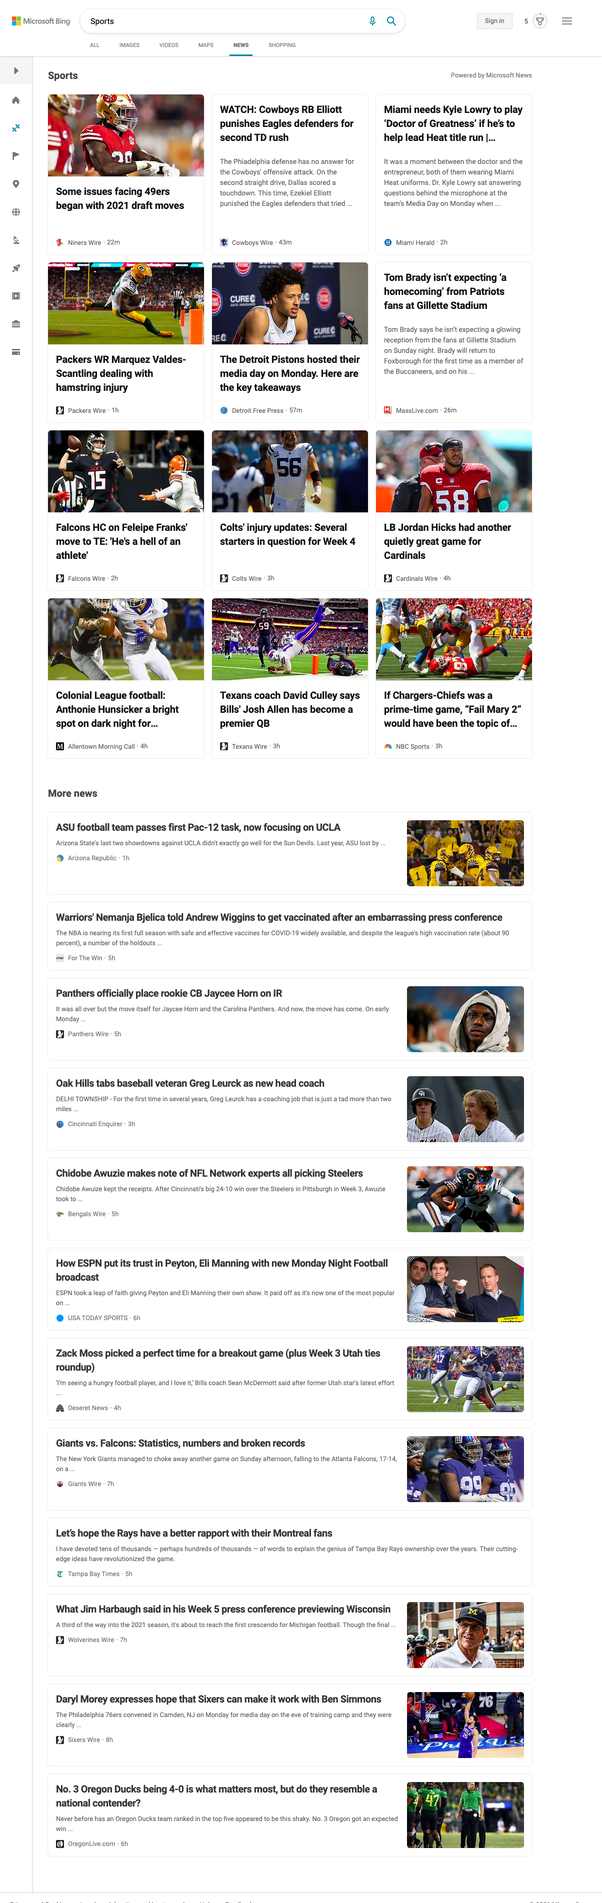 Microsoft Bing
Sports
Sign in
5
ALL
IMAGES
VIDEOS
MAPS
NEWS
SHOPPING
Sports
Powered by Microsoft News
Some issues facing 49ers
began with 2021 draft moves
Niners Wire · 22m
WATCH: Cowboys RB Elliott
punishes Eagles defenders for
second TD rush
The Phiadelphia defense has no answer for
the Cowboys' offensive attack. On the
second straight drive, Dallas scored a
touchdown. This time, Ezekiel Elliott
punished the Eagles defenders that tried ...
Cowboys Wire · 43m
Miami needs Kyle Lowry to play
'Doctor of Greatness' if he's to
help lead Heat title run |...
It was a moment between the doctor and the
entrepreneur, both of them wearing Miami
Heat uniforms. Dr. Kyle Lowry sat answering
questions behind the microphone at the
team's Media Day on Monday when ...
Miami Herald · 2h
Packers WR Marquez Valdes-
Scantling dealing with
hamstring injury
Packers Wire · 1h
The Detroit Pistons hosted their
media day on Monday. Here are
the key takeaways
Detroit Free Press · 57m
Tom Brady isn't expecting 'a
homecoming' from Patriots
fans at Gillette Stadium
Tom Brady says he isn't expecting a glowing
reception from the fans at Gillette Stadium
on Sunday night. Brady will return to
Foxborough for the first time as a member of
the Buccaneers, and on his ...
MassLive.com · 26m
Falcons HC on Feleipe Franks'
move to TE: 'He's a hell of an
athlete'
Falcons Wire · 2h
Colts' injury updates: Several
starters in question for Week 4
Colts Wire · 3h
LB Jordan Hicks had another
quietly great game for
Cardinals
Cardinals Wire · 4h
Colonial League football:
Anthonie Hunsicker a bright
spot on dark night for...
Allentown Morning Call · 4h
Texans coach David Culley says
Bills' Josh Allen has become a
premier QB
Texans Wire · 3h
If Chargers-Chiefs was a
prime-time game, “Fail Mary 2”
would have been the topic of...
NBC Sports · 3h
More news
ASU football team passes first Pac-12 task, now focusing on UCLA
Arizona State's last two showdowns against UCLA didn't exactly go well for the Sun Devils. Last year, ASU lost by ...
Arizona Republic · 1h
Warriors' Nemanja Bjelica told Andrew Wiggins to get vaccinated after an embarrassing press conference
The NBA is nearing its first full season with safe and effective vaccines for COVID-19 widely available, and despite the league's high vaccination rate (about 90
percent), a number of the holdouts ...
For The Win · 5h
Panthers officially place rookie CB Jaycee Horn on IR
It was all over but the move itself for Jaycee Horn and the Carolina Panthers. And now, the move has come. On early
Monday ...
Panthers Wire · 5h
Oak Hills tabs baseball veteran Greg Leurck as new head coach
DELHI TOWNSHIP - For the first time in several years, Greg Leurck has a coaching job that is just a tad more than two
miles ...
Cincinnati Enquirer · 3h
Chidobe Awuzie makes note of NFL Network experts all picking Steelers
Chidobe Awuize kept the receipts. After Cincinnati's big 24-10 win over the Steelers in Pittsburgh in Week 3, Awuzie
took to ...
Bengals Wire · 5h
How ESPN put its trust in Peyton, Eli Manning with new Monday Night Football
broadcast
ESPN took a leap of faith giving Peyton and Eli Manning their own show. It paid off as it's now one of the most popular
on ...
USA TODAY SPORTS · 6h
Zack Moss picked a perfect time for a breakout game (plus Week 3 Utah ties
roundup)
'I'm seeing a hungry football player, and I love it,' Bills coach Sean McDermott said after former Utah star's latest effort
...
Deseret News · 4h
Giants vs. Falcons: Statistics, numbers and broken records
The New York Giants managed to choke away another game on Sunday afternoon, falling to the Atlanta Falcons, 17-14,
on a ...
Giants Wire · 7h
Let's hope the Rays have a better rapport with their Montreal fans
I have devoted tens of thousands — perhaps hundreds of thousands — of words to explain the genius of Tampa Bay Rays ownership over the years. Their cutting-
edge ideas have revolutionized the game.
Tampa Bay Times · 5h
What Jim Harbaugh said in his Week 5 press conference previewing Wisconsin
A third of the way into the 2021 season, it's about to reach the first crescendo for Michigan football. Though the final ...
Wolverines Wire · 7h
Daryl Morey expresses hope that Sixers can make it work with Ben Simmons
The Philadelphia 76ers convened in Camden, NJ on Monday for media day on the eve of training camp and they were
clearly ...
Sixers Wire · 8h
No. 3 Oregon Ducks being 4-0 is what matters most, but do they resemble a
national contender?
Never before has an Oregon Ducks team ranked in the top five appeared to be this shaky. No. 3 Oregon got an expected
win ...
OregonLive.com · 6h